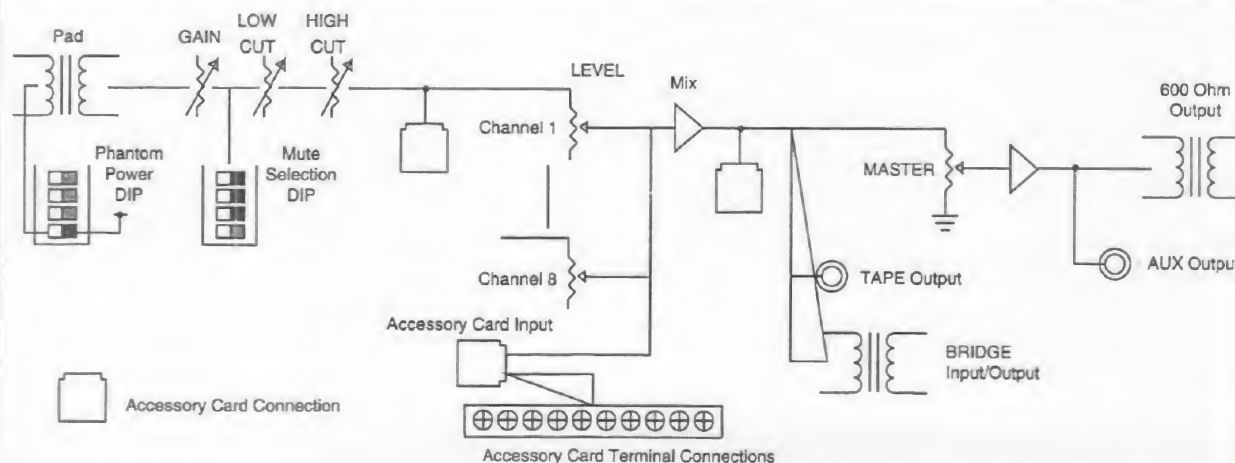 Pad
GAIN
LOW
CUT
HIGH
CUT
LEVEL
Mix
600 Ohm
Output
Channel 1
Phantom
Power
DIP
Mute
Selection
DIP
MASTER
Channel 8
TAPE Output
AUX Output
Accessory Card Input
BRIDGE
Input/Output
Accessory Card Connection
Accessory Card Terminal Connections